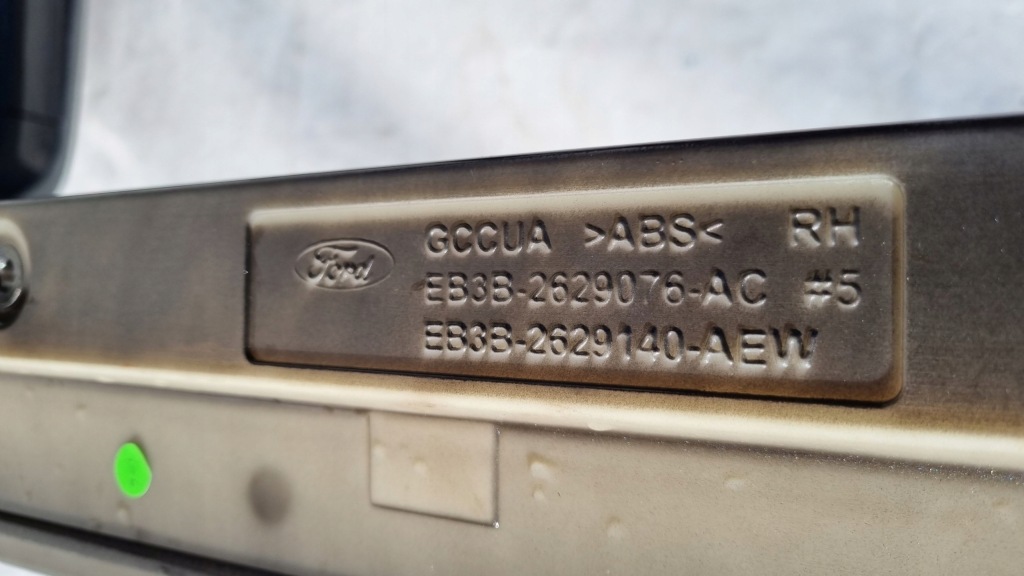 Ford
GCCUA >ABS< RH
EB3B-2629076-AC #5
EB3B-2629140-AEW